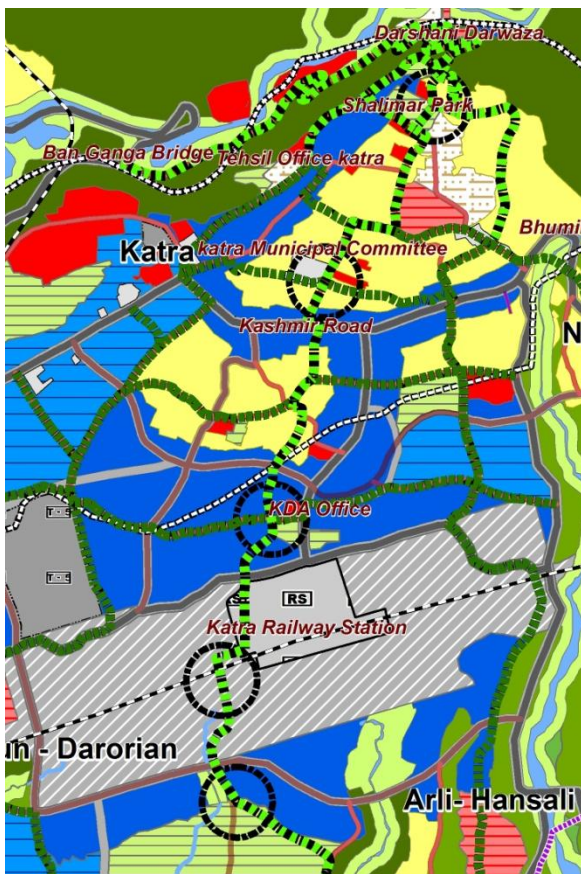 Darshani Darwaza
Shalimar Park
Ban Ganga Bridge
Tehsil Office katra
Katra
katra Municipal Committee
Bhumi
Kashmir Road
N
KDA Office
RS
Katra Railway Station
- Darorian
Arli- Hansali